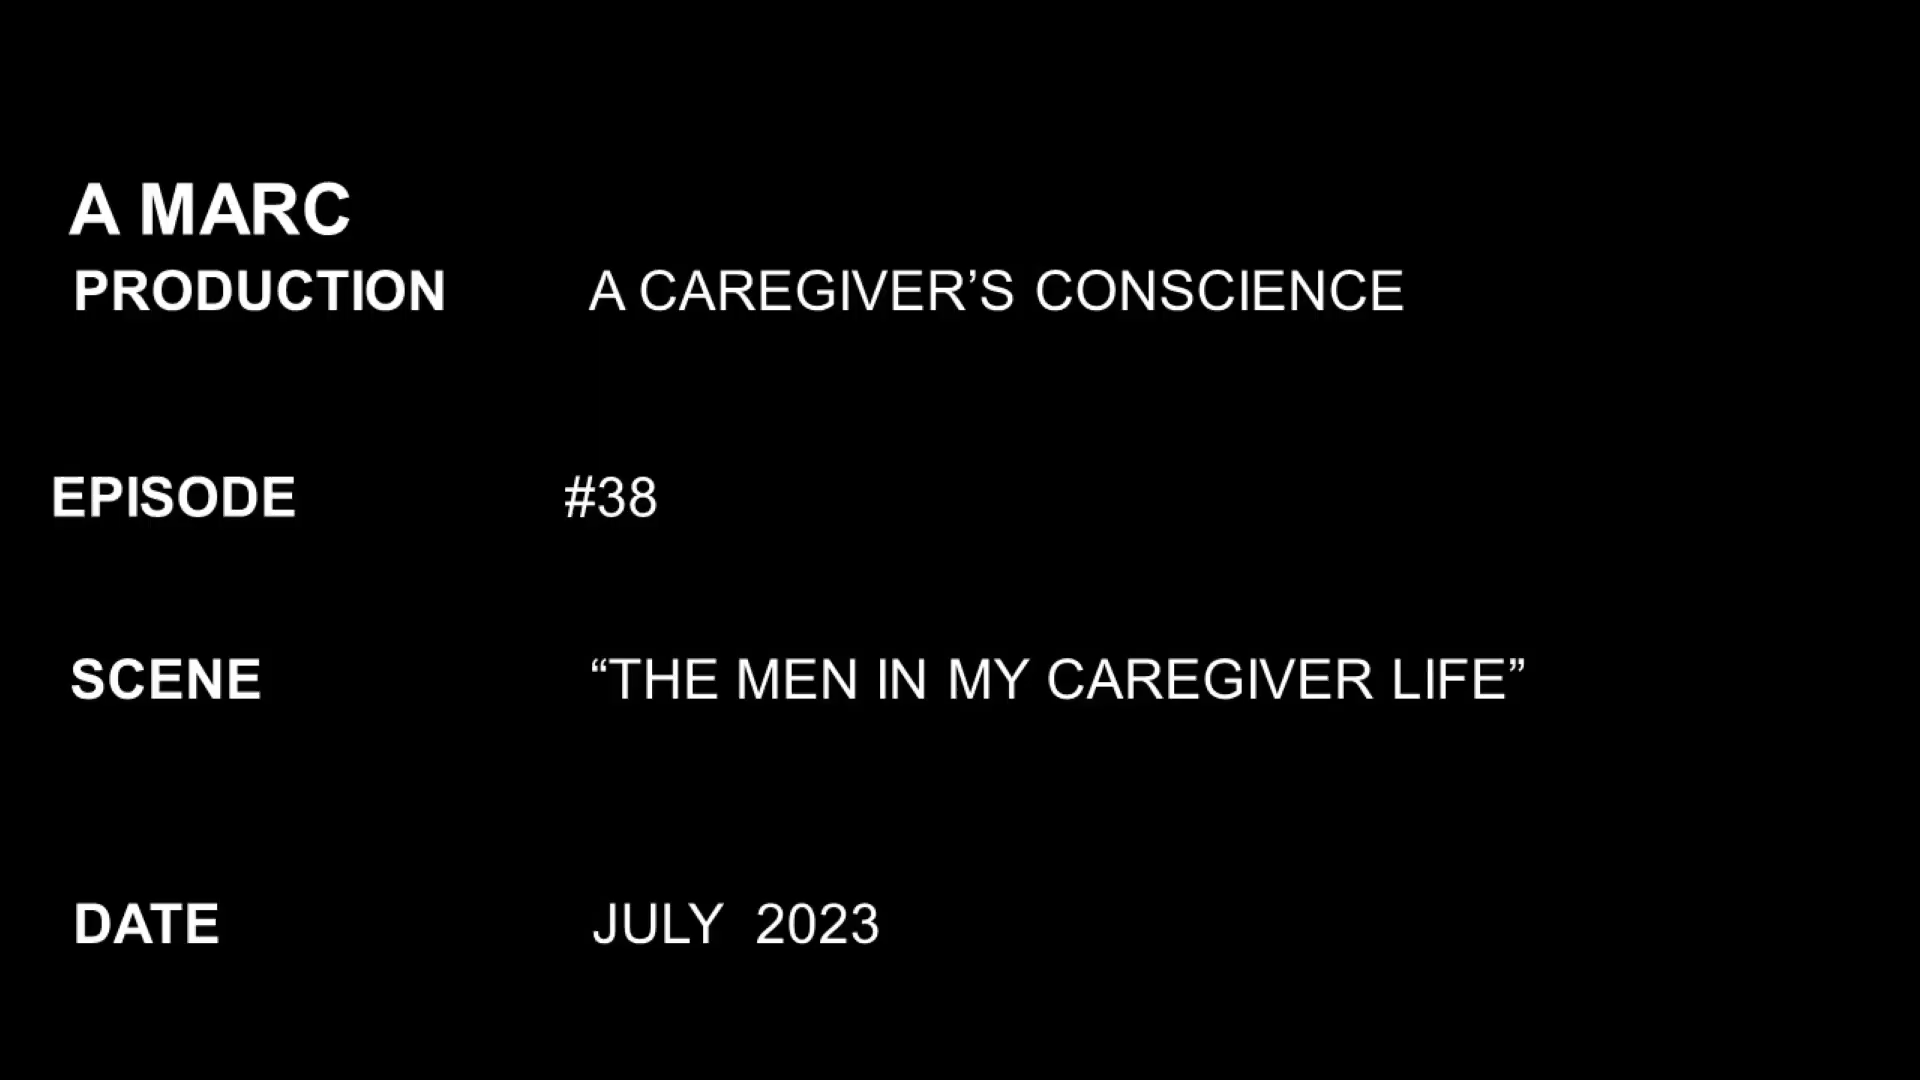 A MARC
PRODUCTION A CAREGIVER’S CONSCIENCE
EPISODE #38
SCENE “THE MEN IN MY CAREGIVER LIFE”
DATE JULY 2023